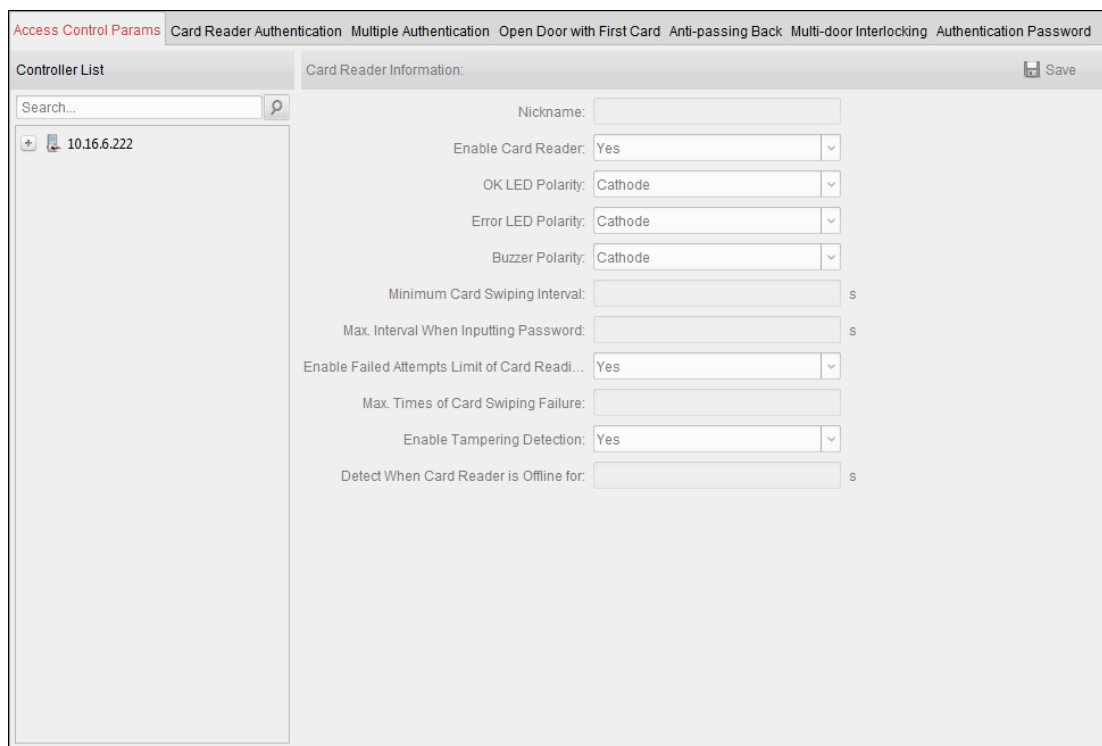 Access Control Params Card Reader Authentication Multiple Authentication Open Door with First Card Anti-passing Back Multi-door Interlocking Authentication Password
Controller List
Card Reader Information:
Save
Search...
10.16.6.222
Nickname:
Enable Card Reader: Yes
OK LED Polarity: Cathode
Error LED Polarity: Cathode
Buzzer Polarity: Cathode
Minimum Card Swiping Interval: s
Max. Interval When Inputting Password: s
Enable Failed Attempts Limit of Card Readi... Yes
Max. Times of Card Swiping Failure:
Enable Tampering Detection: Yes
Detect When Card Reader is Offline for: s